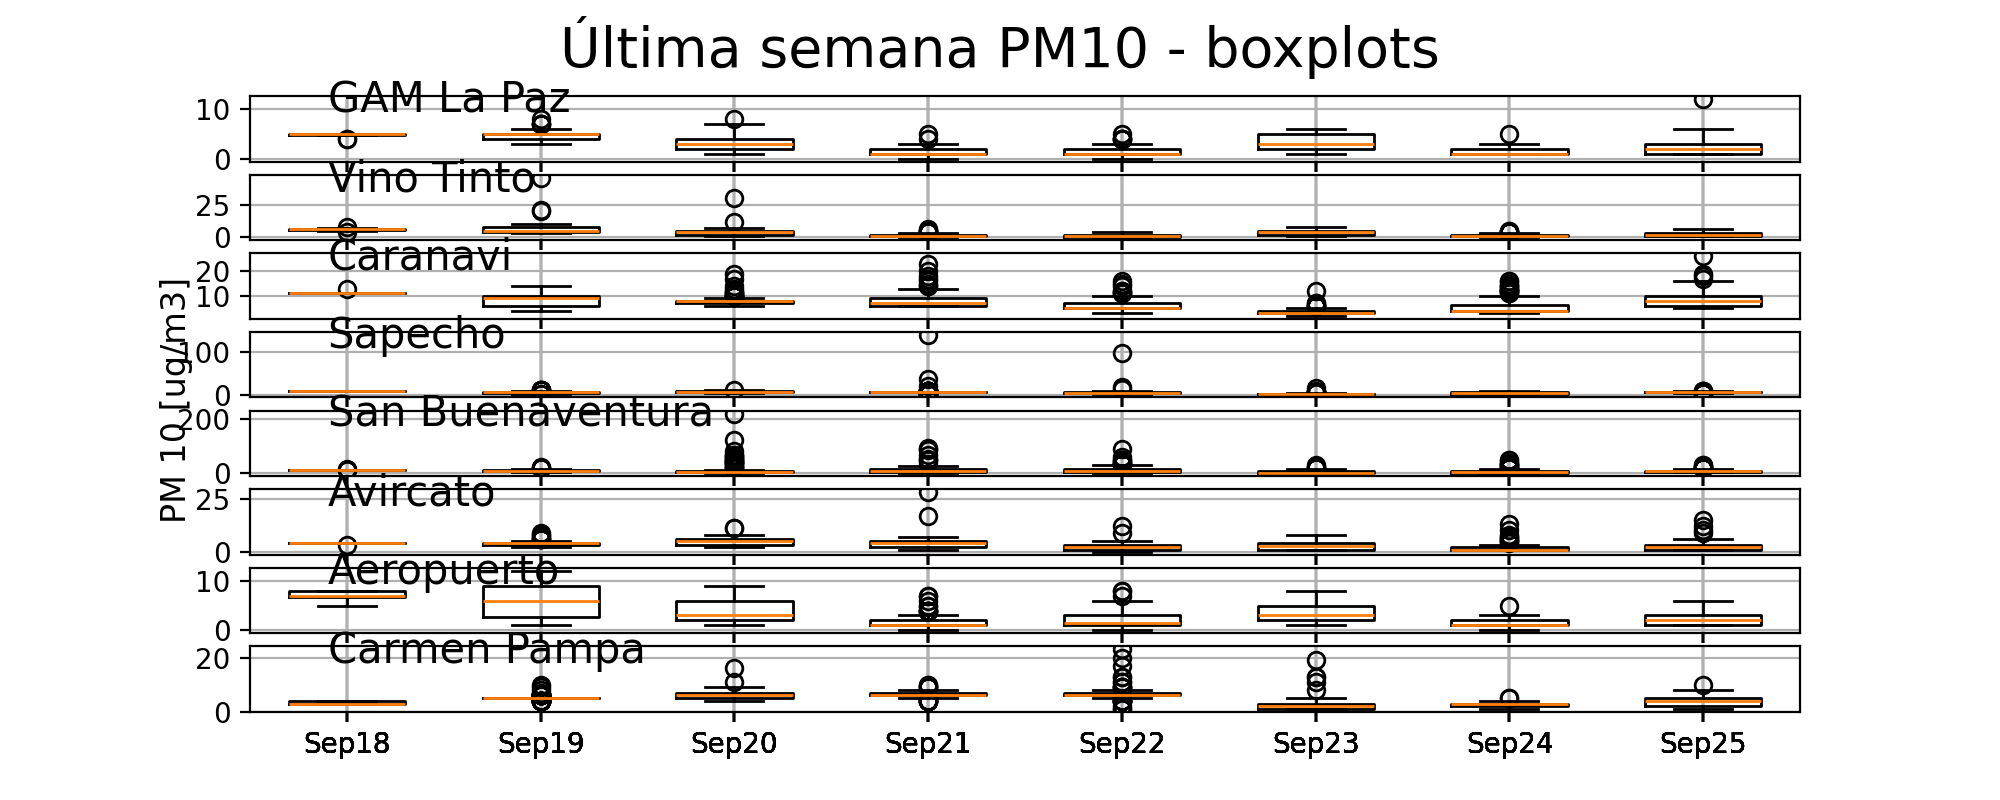 Última semana PM10 - boxplots
GAM La Paz
10
0
Vino Tinto
25
0
Caranavi
20
10
Sapecho
100
0
San Buenaventura
200
0
Avircato
25
0
Aeropuerto
10
0
Carmen Pampa
20
0
PM 10 [ug/m3]
Sep18 Sep19 Sep20 Sep21 Sep22 Sep23 Sep24 Sep25